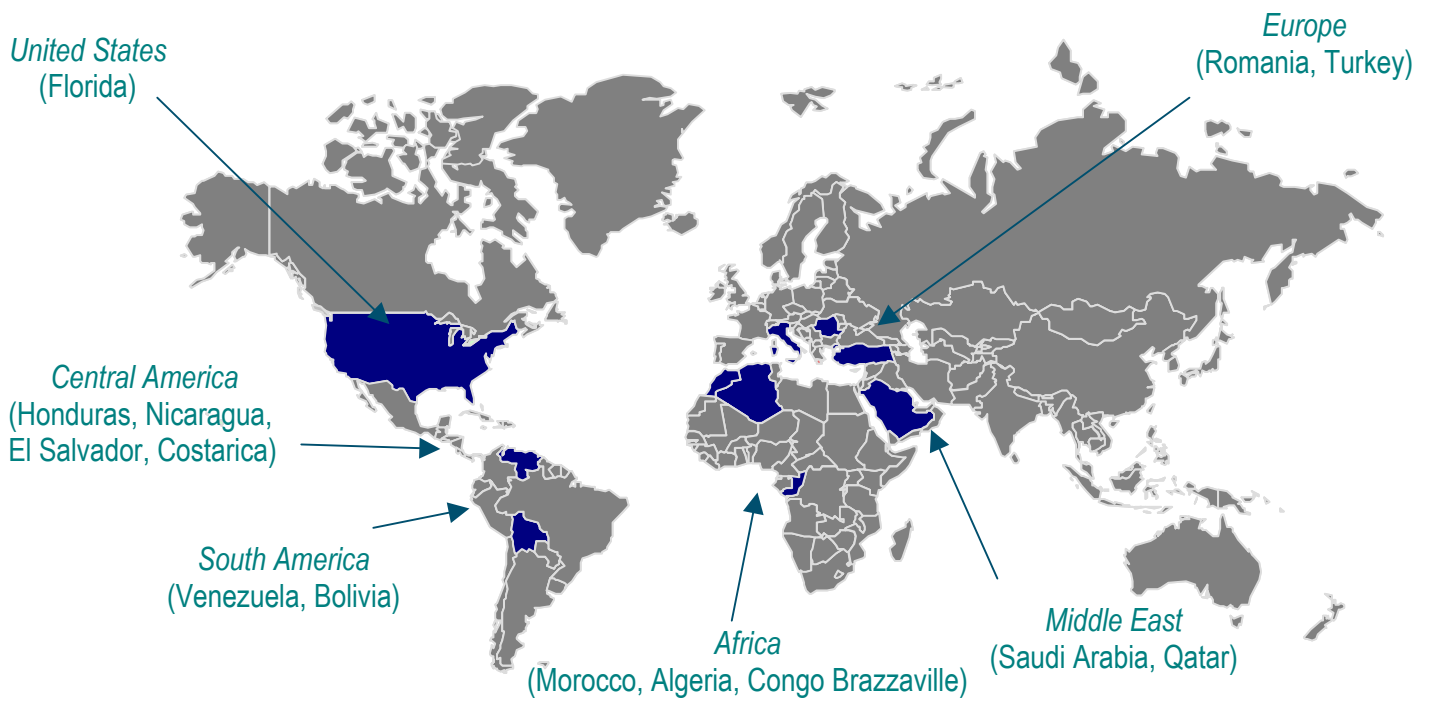 United States
(Florida)
Europe
(Romania, Turkey)
Central America
(Honduras, Nicaragua,
El Salvador, Costarica)
South America
(Venezuela, Bolivia)
Africa
(Morocco, Algeria, Congo Brazzaville)
Middle East
(Saudi Arabia, Qatar)